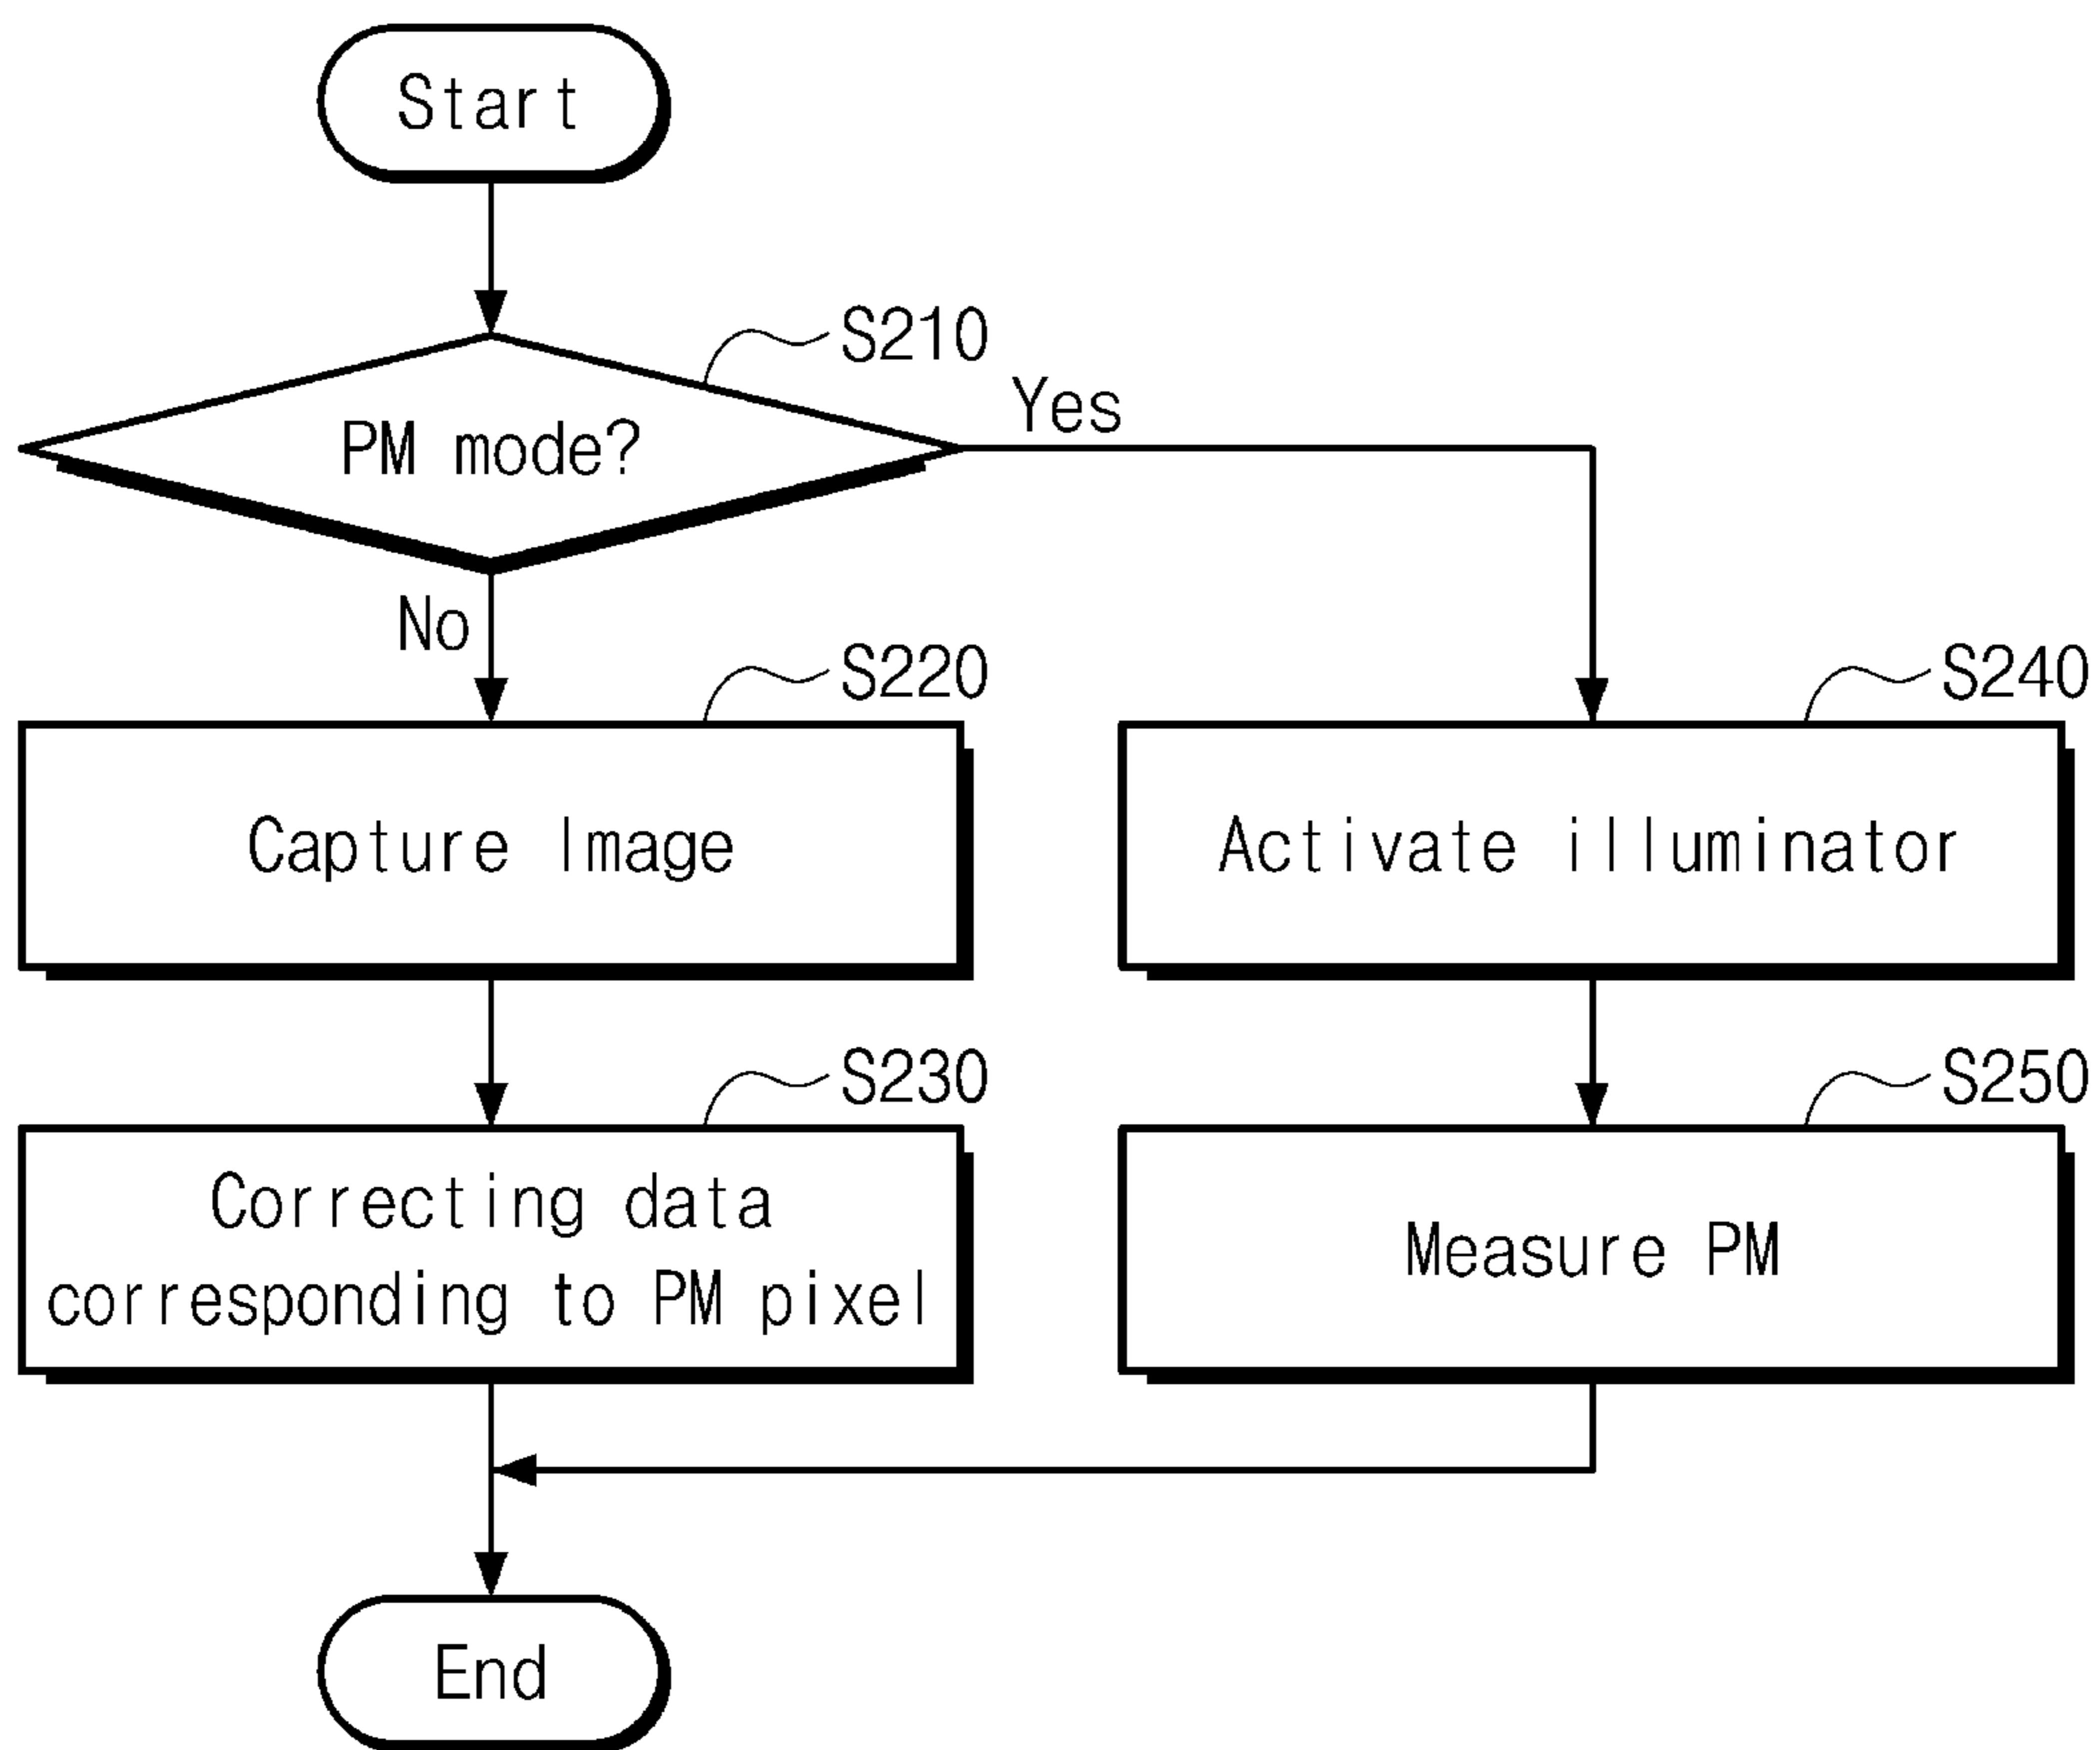 Start
S210
PM mode?
Yes
No
S220
Capture Image
S240
Activate illuminator
S230
Correcting data
corresponding to PM pixel
S250
Measure PM
End